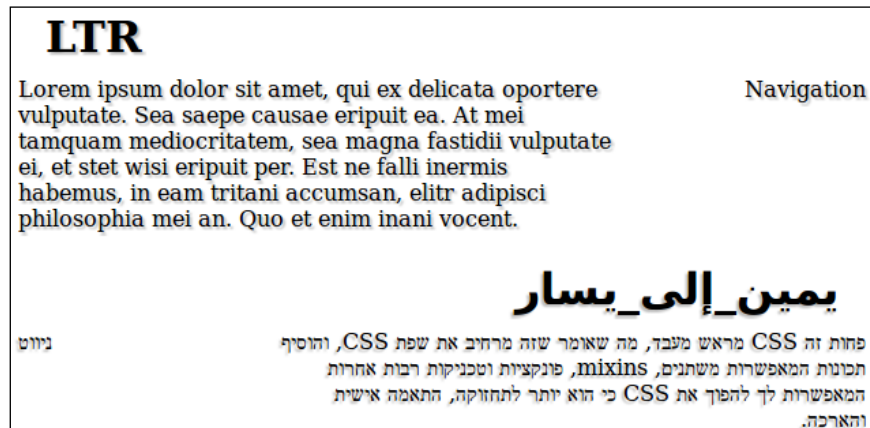 LTR
Lorem ipsum dolor sit amet, qui ex delicata oportere
vulputate. Sea saepe causae eripuit ea. At mei
tamquam mediocritatem, sea magna fastidii vulputate
ei, et stet wisi eripuit per. Est ne falli inermis
habemus, in eam tritani accumsan, elitr adipisci
philosophia mei an. Quo et enim inani vocent.
Navigation
يمين_إلى_يسار
פחות זה CSS מראש מעבד, מה שאומר שזה מרחיב את שפת CSS, והוסיף
תכונות המאפשרות משתנים, mixins, פונקציות וטכניקות רבות אחרות
המאפשרות לך להפוך את CSS כי הוא יותר לתחזוקה, התאמה אישית
והארכה.
ניווט